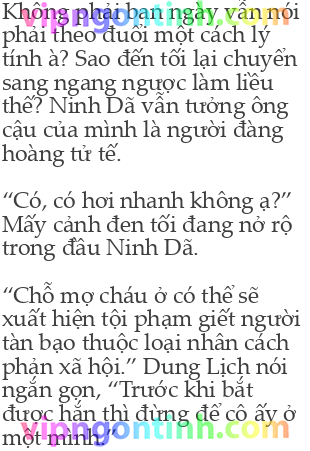 Không phải ban ngày vẫn nói
phải theo đuổi một cách lý
tính à? Sao đến tối lại chuyển
sang ngang ngược làm liều
thế? Ninh Dã vẫn tưởng ông
cậu của mình là người đàng
hoàng tử tế.
“Có, có hơi nhanh không ạ?”
Mấy cảnh đen tối đang nở rộ
trong đầu Ninh Dã.
“Chỗ mợ cháu ở có thể sẽ
xuất hiện tội phạm giết người
tàn bạo thuộc loại nhân cách
phản xã hội.” Dung Lịch nói
ngắn gọn, “Trước khi bắt
được hắn thì đừng để cô ấy ở
một mình.”
vipngontinh.com
vipngontinh.com